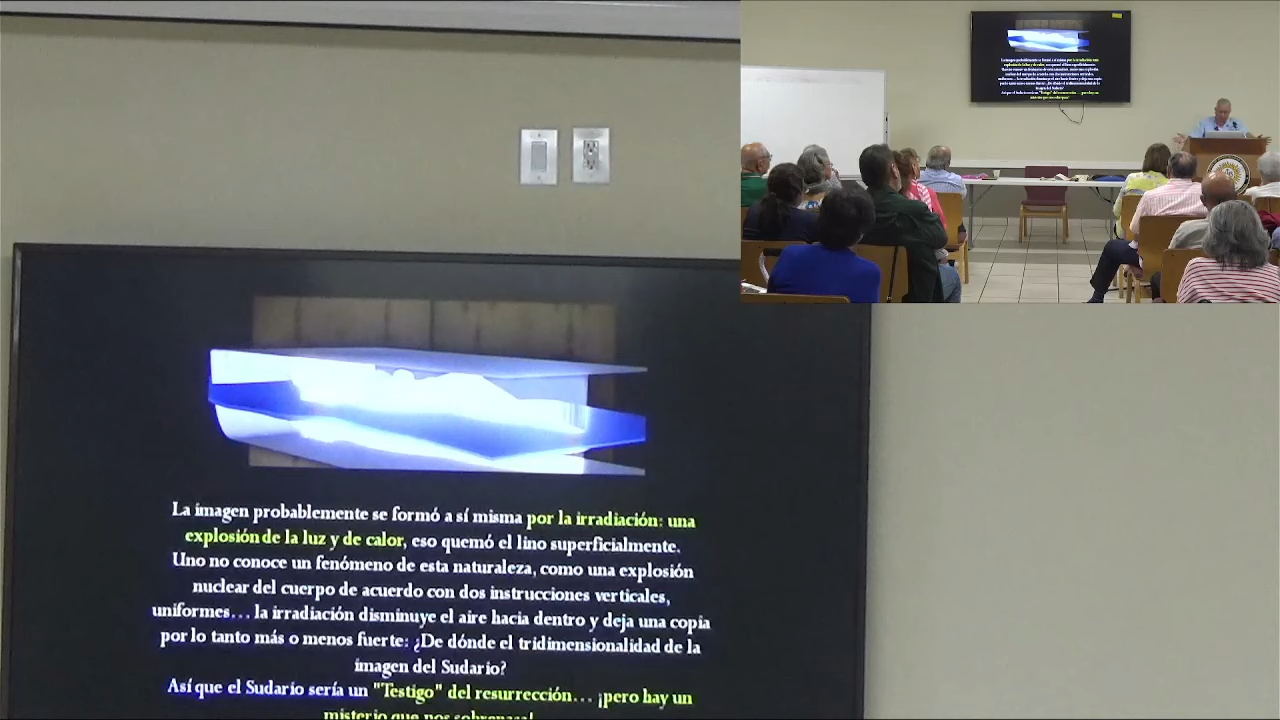 La imagen probablemente se formó a sí misma por la irradiación: una
explosión de la luz y de calor, eso quemó el lino superficialmente.
Uno no conoce un fenómeno de esta naturaleza, como una explosión
nuclear del cuerpo de acuerdo con dos instrucciones verticales,
uniformes... la irradiación disminuye el aire hacia dentro y deja una copia
por lo tanto más o menos fuerte: ¿De dónde el tridimensionalidad de la
imagen del Sudario?
Así que el Sudario sería un "Testigo" del resurrección... ¡pero hay un
misterio que nos sobrepasa!